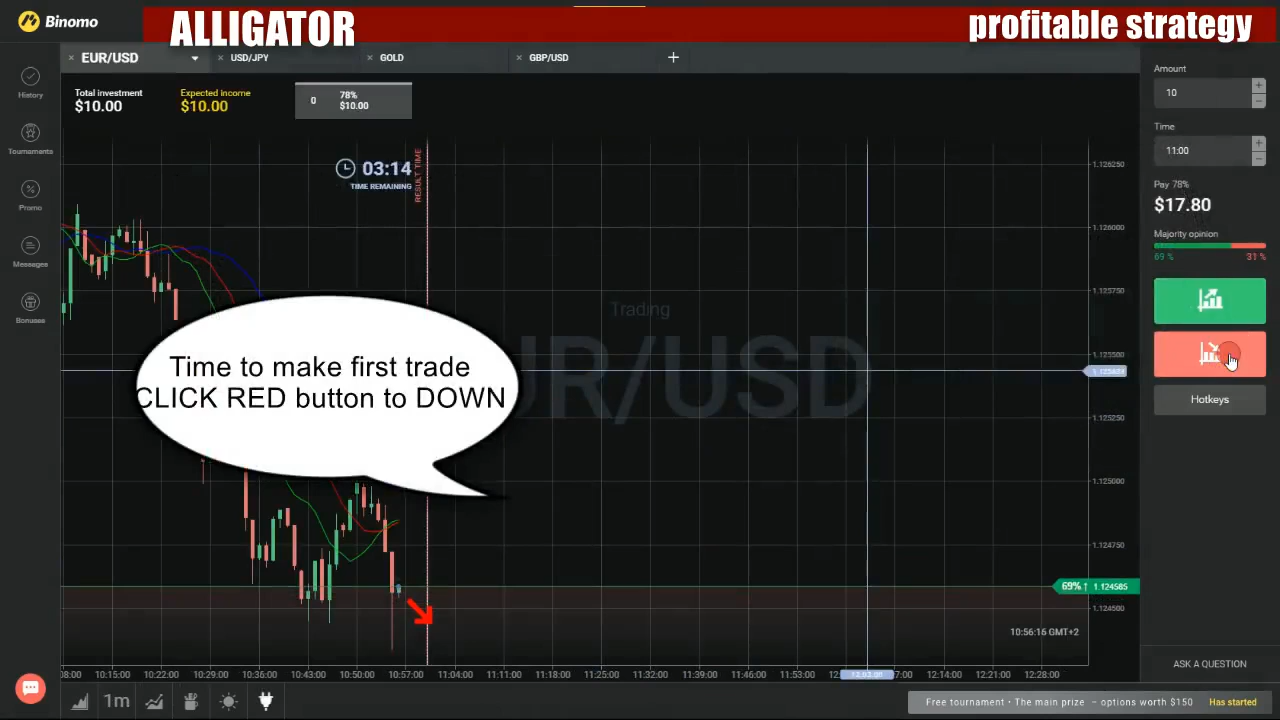 Binomo
ALLIGATOR
profitable strategy
EUR/USD
USD/JPY
GOLD
GBP/USD
History
Tournaments
Promo
Messages
Bonuses
Total investment
$10.00
Expected income
$10.00
0
78%
$10.00
03:14
TIME REMAINING
RESULT TIME
Trading
UR/USD
Time to make first trade
CLICK RED button to DOWN
1.126250
1.126000
1.125750
1.125500
1.125250
1.125000
1.124750
69% ↑ 1.124585
1.124500
10:56:16 GMT+2
08:00 10:15:00 10:22:00 10:29:00 10:36:00 10:43:00 10:50:00 10:57:00 11:04:00 11:11:00 11:18:00 11:25:00 11:32:00 11:39:00 11:46:00 11:53:00 7:00 12:14:00 12:21:00 12:28:00
1m
Amount
10
Time
11:00
Pay 78%
$17.80
Majority opinion
69 % 31 %
Hotkeys
ASK A QUESTION
Free tournament • The main prize – options worth $150 Has started